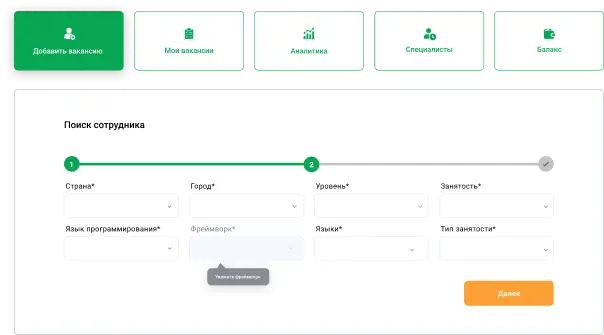 Добавить вакансию
Мои вакансии
Аналитика
Специалисты
Баланс
Поиск сотрудника
1
2
Страна*
Город*
Уровень*
Занятость*
Язык программирования*
Фреймворк*
Языки*
Тип занятости*
Укажите фреймворк
Далее